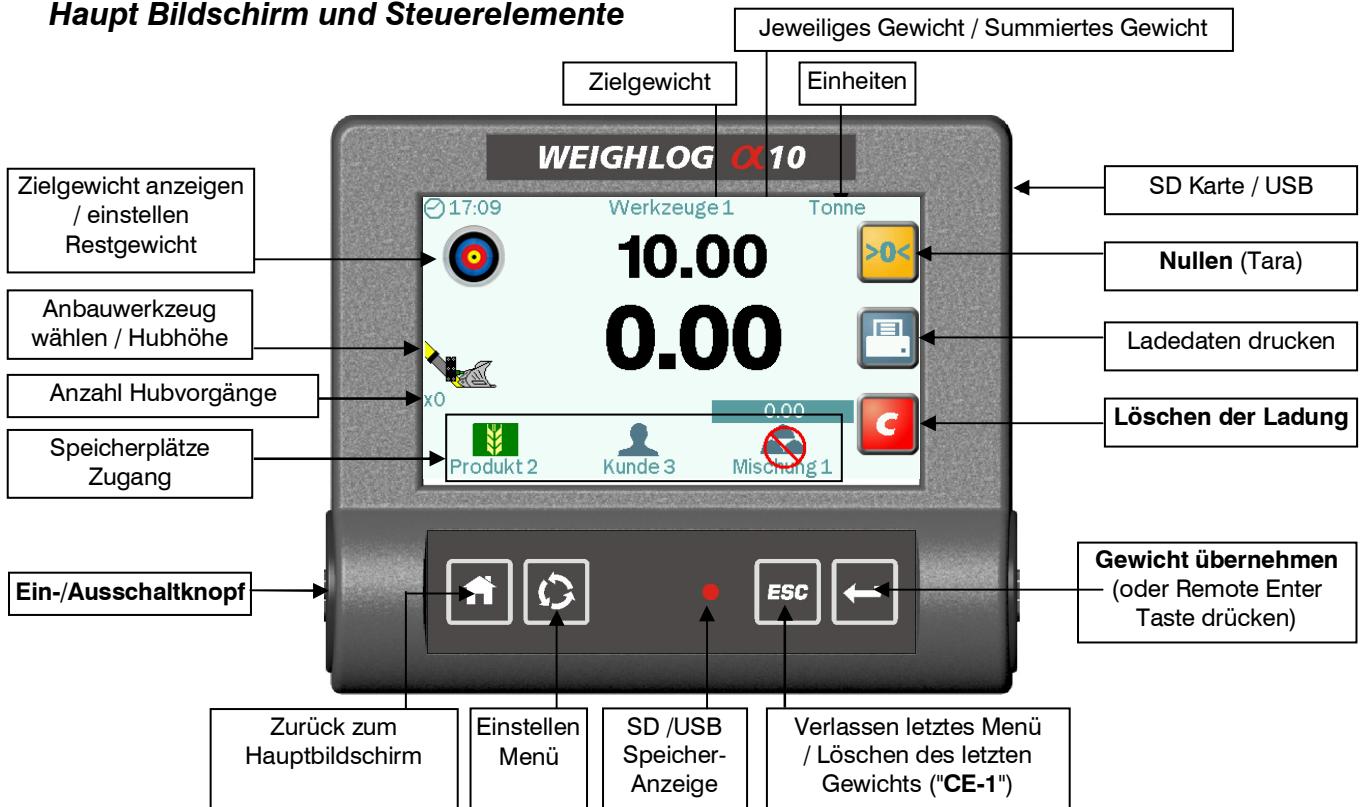 Haupt Bildschirm und Steuerelemente
Jeweiliges Gewicht / Summiertes Gewicht
Zielgewicht
Einheiten
WEIGHLOG α10
Zielgewicht anzeigen
/ einstellen
Restgewicht
SD Karte / USB
17:09
Werkzeuge 1
Tonne
10.00
>0<
Nullen (Tara)
Anbauwerkzeug
wählen / Hubhöhe
0.00
Ladedaten drucken
Anzahl Hubvorgänge
x0
0.00
C
Löschen der Ladung
Speicherplätze
Zugang
Produkt 2
Kunde 3
Mischung 1
Ein-/Ausschaltknopf
ESC
Gewicht übernehmen
(oder Remote Enter
Taste drücken)
Zurück zum
Hauptbildschirm
Einstellen
Menü
SD /USB
Speicher-
Anzeige
Verlassen letztes Menü
/ Löschen des letzten
Gewichts ("CE-1")